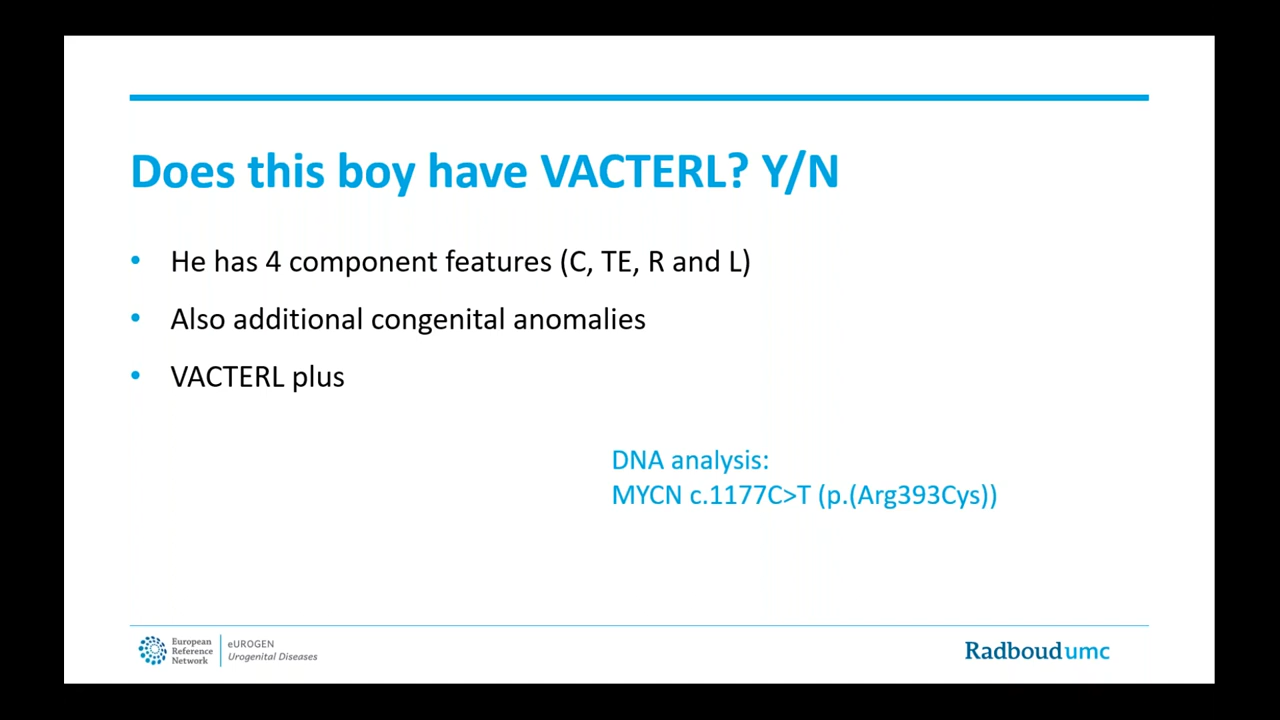 Does this boy have VACTERL? Y/N
• He has 4 component features (C, TE, R and L)
• Also additional congenital anomalies
• VACTERL plus
DNA analysis:
MYCN c.1177C>T (p.(Arg393Cys))
European
Reference
Network
eUROGEN
Urogenital Diseases
Radboudumc